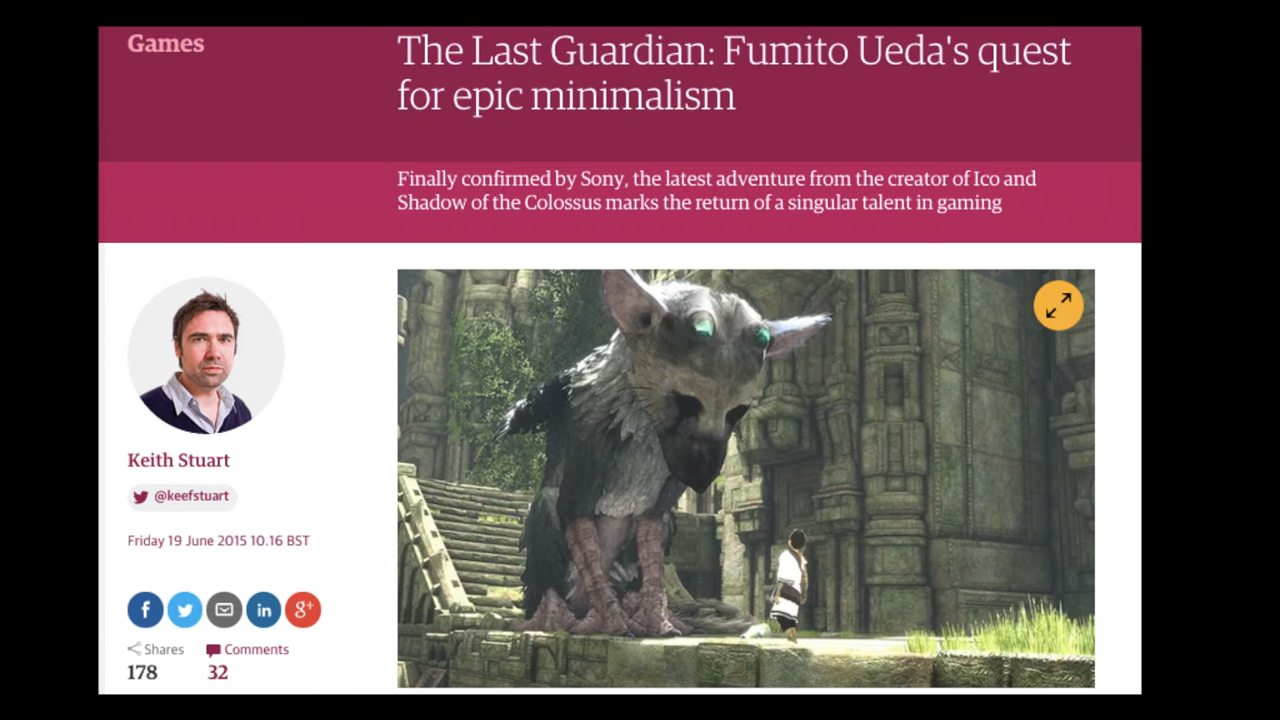 Games
The Last Guardian: Fumito Ueda's quest
for epic minimalism
Finally confirmed by Sony, the latest adventure from the creator of Ico and
Shadow of the Colossus marks the return of a singular talent in gaming
Keith Stuart
@keefstuart
Friday 19 June 2015 10.16 BST
f
in
g+
Shares
178
Comments
32